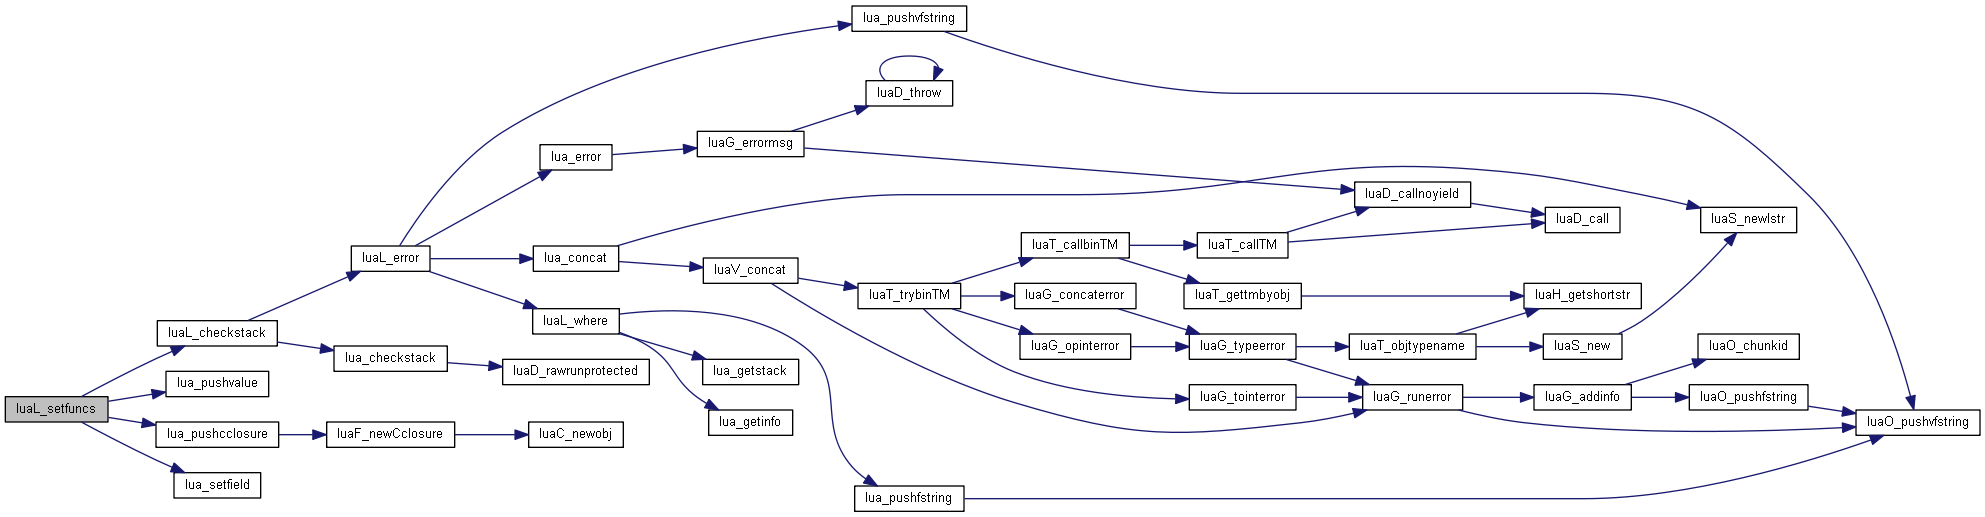 lua_pushvfstring
luaD_throw
luaG_errormsg
lua_error
luaD_callnoyield
luaD_call
luaS_newlstr
luaT_callbinTM
luaT_callTM
luaL_error
lua_concat
luaV_concat
luaT_trybinTM
luaG_concaterror
luaT_gettmbyobj
luaH_getshortstr
luaL_where
luaL_checkstack
lua_checkstack
luaG_opinterror
luaG_typeerror
luaT_objtypename
luaS_new
luaO_chunkid
luaD_rawrunprotected
lua_getstack
lua_pushvalue
luaG_tointerror
luaG_runerror
luaG_addinfo
luaO_pushfstring
luaL_setfuncs
lua_getinfo
luaO_pushvfstring
lua_pushcclosure
luaF_newCclosure
luaC_newobj
lua_setfield
lua_pushfstring